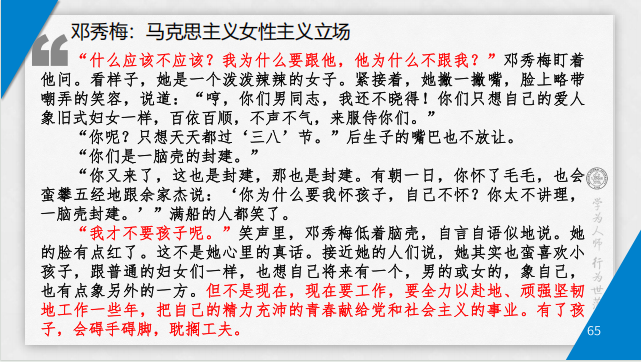 邓秀梅：马克思主义女性主义立场
“什么应该不应该？我为什么要跟他，他为什么不跟我？”邓秀梅盯着
他问。看样子，她是一个泼泼辣辣的女子。紧接着，她撇一撇嘴，脸上略带
嘲弄的笑容，说道：“哼，你们男同志，我还不晓得！你们只想自己的爱人
象旧式妇女一样，百依百顺，不声不气，来服侍你们。”
“你呢？只想天天都过‘三八’节。”后生子的嘴巴也不放让。
“你们是一脑壳的封建。”
“你又来了，这也是封建，那也是封建。有朝一日，你怀了毛毛，也会
蛮攀五经地跟余家杰说：‘你为什么要我怀孩子，自己不怀？你太不讲理，
一脑壳封建。’”满船的人都笑了。
“我才不要孩子呢。”笑声里，邓秀梅低着脑壳，自言自语似地说。她
的脸有点红了。这不是她心里的真话。接近她的人们说，她其实也蛮喜欢小
孩子，跟普通的妇女们一样，也想自己将来有一个，男的或女的，象自己，
也有点象另外的一方。但不是现在，现在要工作，要全力以赴地、顽强坚韧
地工作一些年，把自己的精力充沛的青春献给党和社会主义的事业。有了孩
子，会碍手碍脚，耽搁工夫。
学为人师 行为世范
65